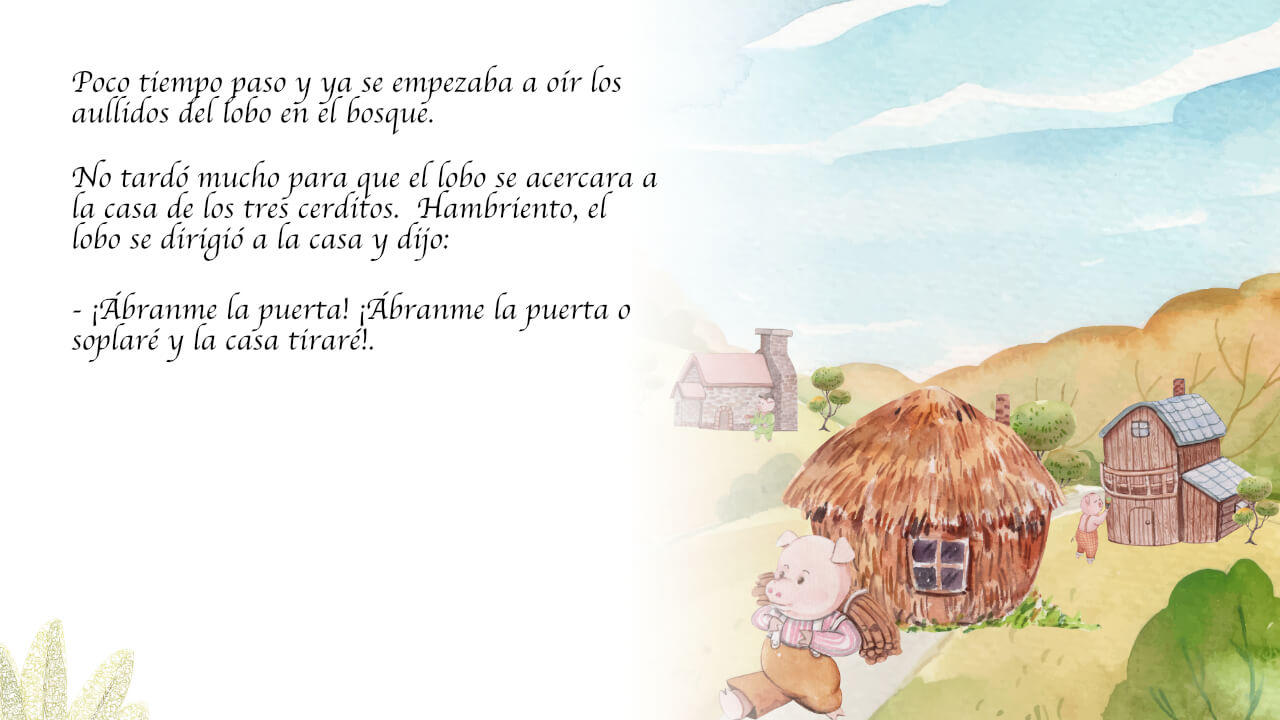 Poco tiempo paso y ya se empezaba a oír los
aullidos del lobo en el bosque.
No tardó mucho para que el lobo se acercara a
la casa de los tres cerditos.  Hambriento, el
lobo se dirigió a la casa y dijo:
- ¡Ábranme la puerta! ¡Ábranme la puerta o
soplaré y la casa tiraré!.